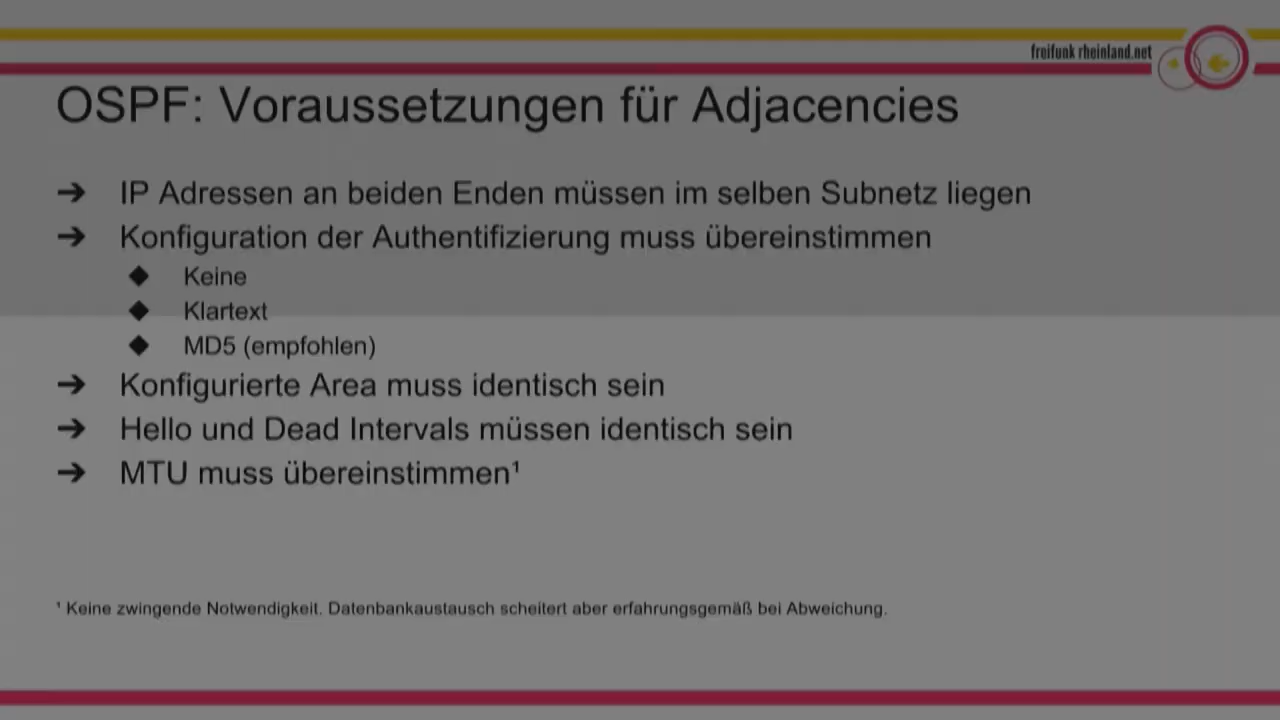 freifunk rheinland.net
OSPF: Voraussetzungen für Adjacencies
➔ IP Adressen an beiden Enden müssen im selben Subnetz liegen
➔ Konfiguration der Authentifizierung muss übereinstimmen
◆ Keine
◆ Klartext
◆ MD5 (empfohlen)
➔ Konfigurierte Area muss identisch sein
➔ Hello und Dead Intervals müssen identisch sein
➔ MTU muss übereinstimmen¹
¹ Keine zwingende Notwendigkeit. Datenbankaustausch scheitert aber erfahrungsgemäß bei Abweichung.